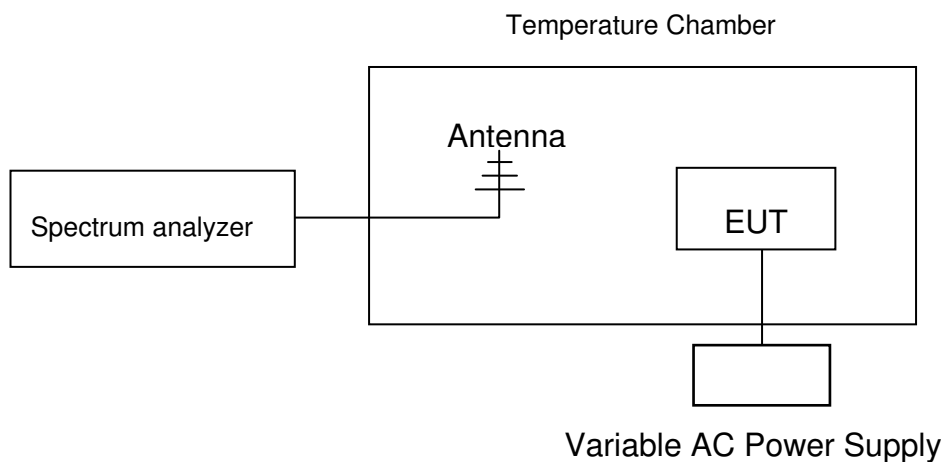 Temperature Chamber
Antenna
Spectrum analyzer
EUT
Variable AC Power Supply